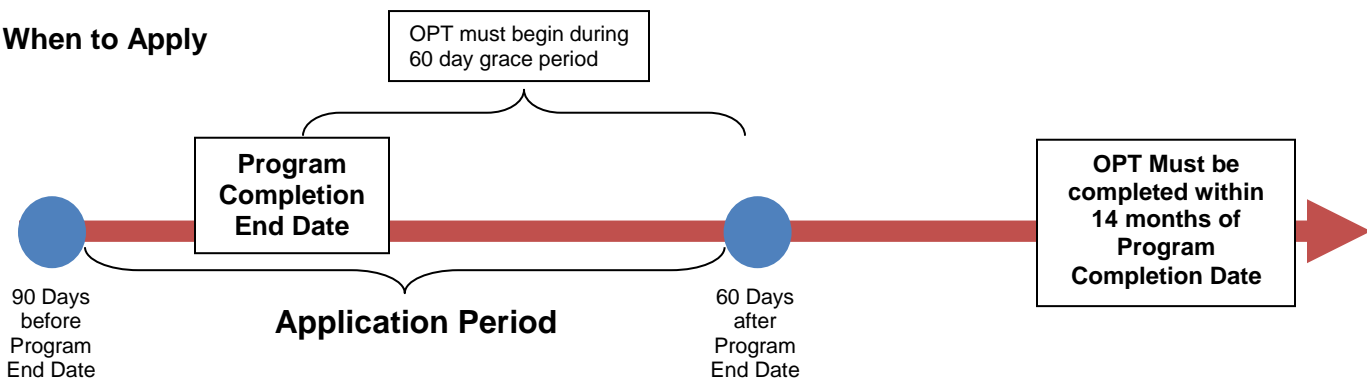 When to Apply
OPT must begin during
60 day grace period
Program
Completion
End Date
OPT Must be
completed within
14 months of
Program
Completion Date
90 Days
before
Program
End Date
Application Period
60 Days
after
Program
End Date